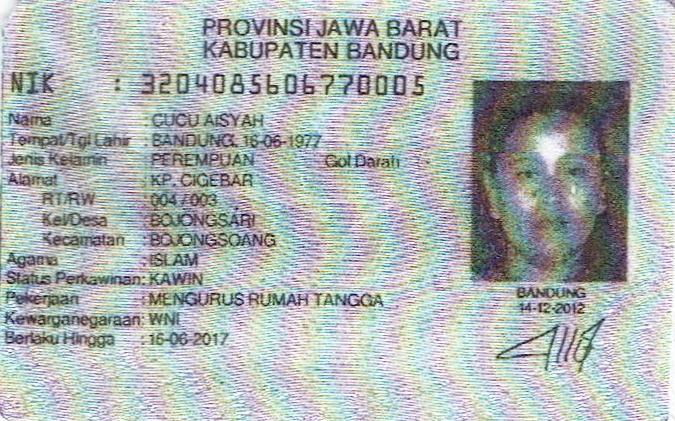 PROVINSI JAWA BARAT
KABUPATEN BANDUNG
NIK : 3204085606770005
Nama : CUCU AISYAH
Tempat/Tgl Lahir : BANDUNG, 16-06-1977
Jenis Kelamin : PEREMPUAN Gol Darah
Alamat : KP. CIGEBAR
RT/RW : 004 / 003
Kel/Desa : BOJONGSARI
Kecamatan : BOJONGSOANG
Agama : ISLAM
Status Perkawinan: KAWIN
Pekerjaan : MENGURUS RUMAH TANGGA
Kewarganegaraan: WNI
Berlaku Hingga : 16-06-2017
BANDUNG
14-12-2012